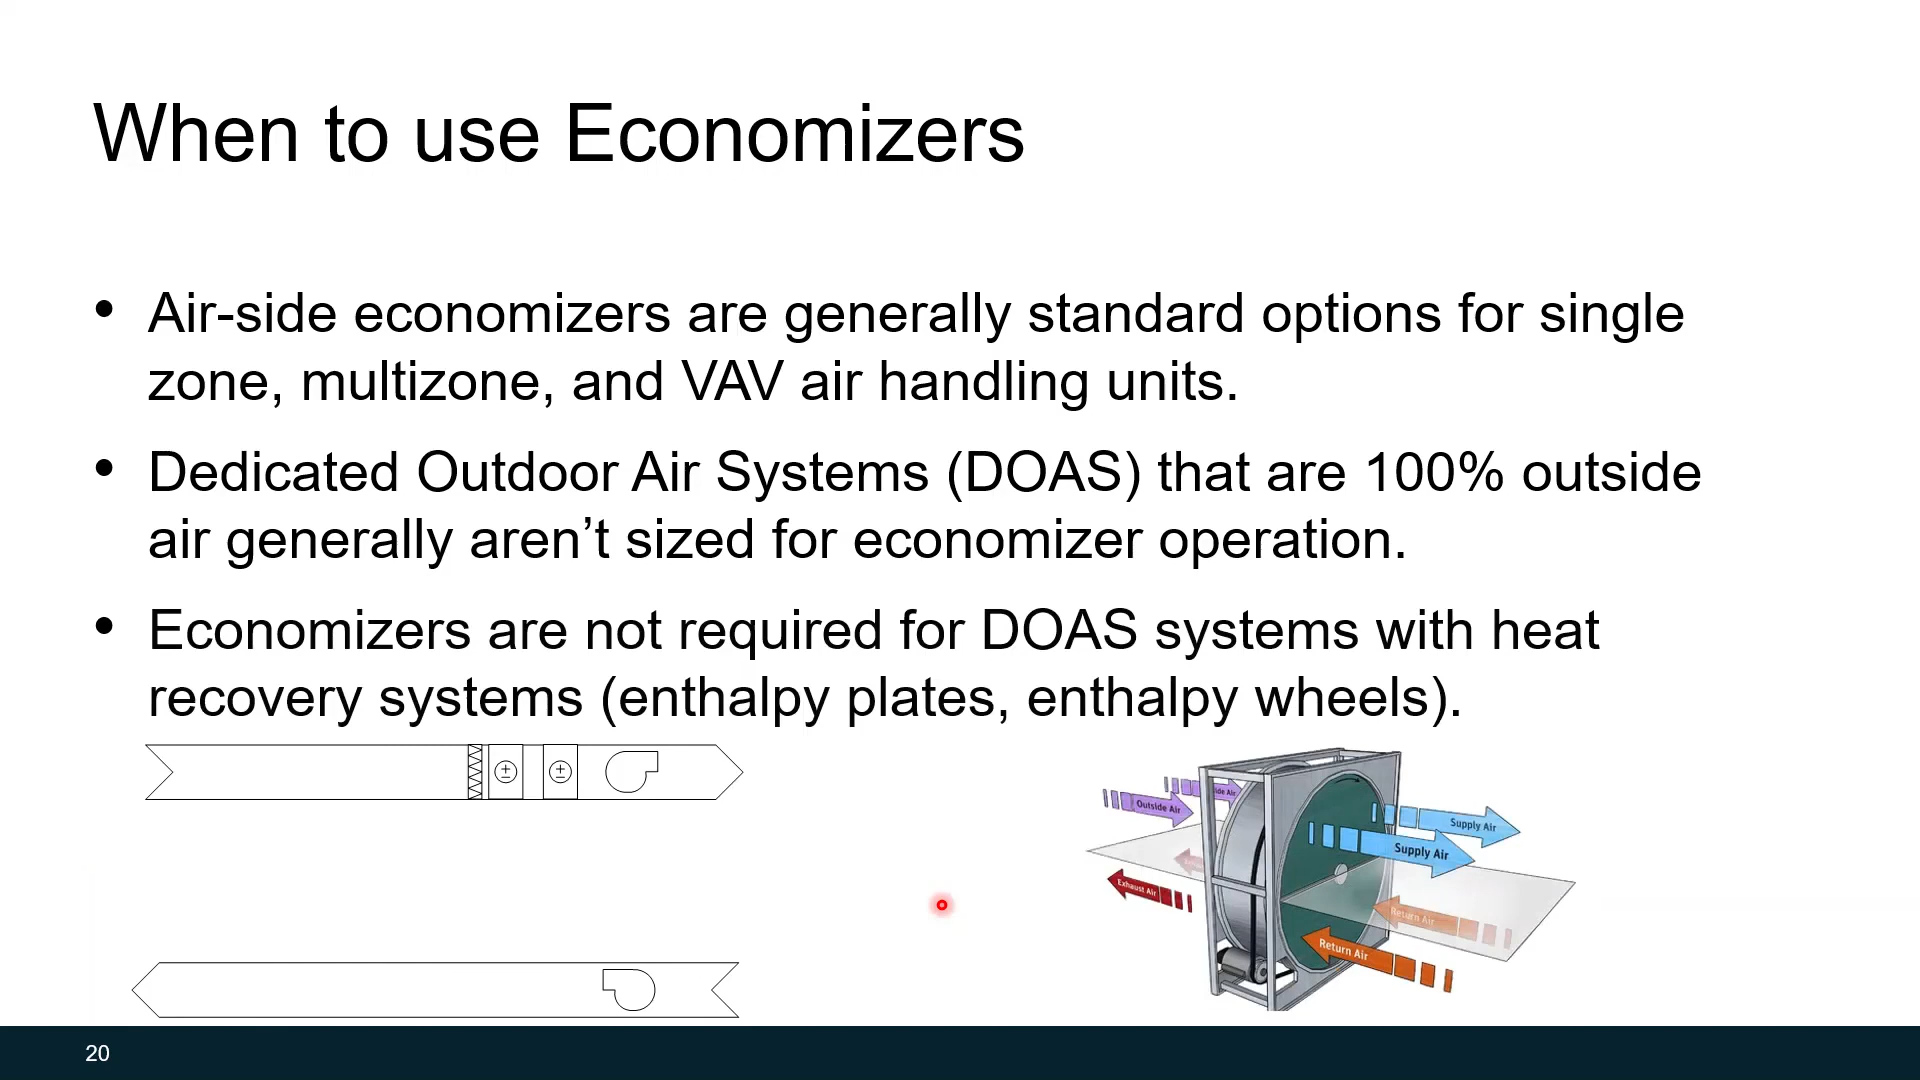 When to use Economizers
• Air-side economizers are generally standard options for single
zone, multizone, and VAV air handling units.
• Dedicated Outdoor Air Systems (DOAS) that are 100% outside
air generally aren’t sized for economizer operation.
• Economizers are not required for DOAS systems with heat
recovery systems (enthalpy plates, enthalpy wheels).
± ±
Outside Air
Air
Supply Air
Supply Air
Exhaust Air
Return Air
Return Air
20